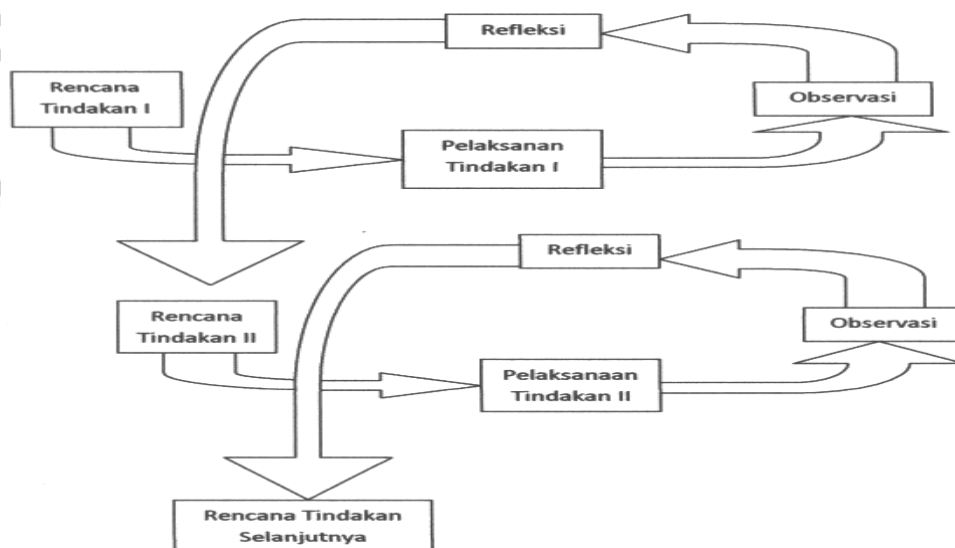 Refleksi
Rencana
Tindakan I
Observasi
Pelaksanan
Tindakan I
Refleksi
Rencana
Tindakan II
Observasi
Pelaksanaan
Tindakan II
Rencana Tindakan
Selanjutnya